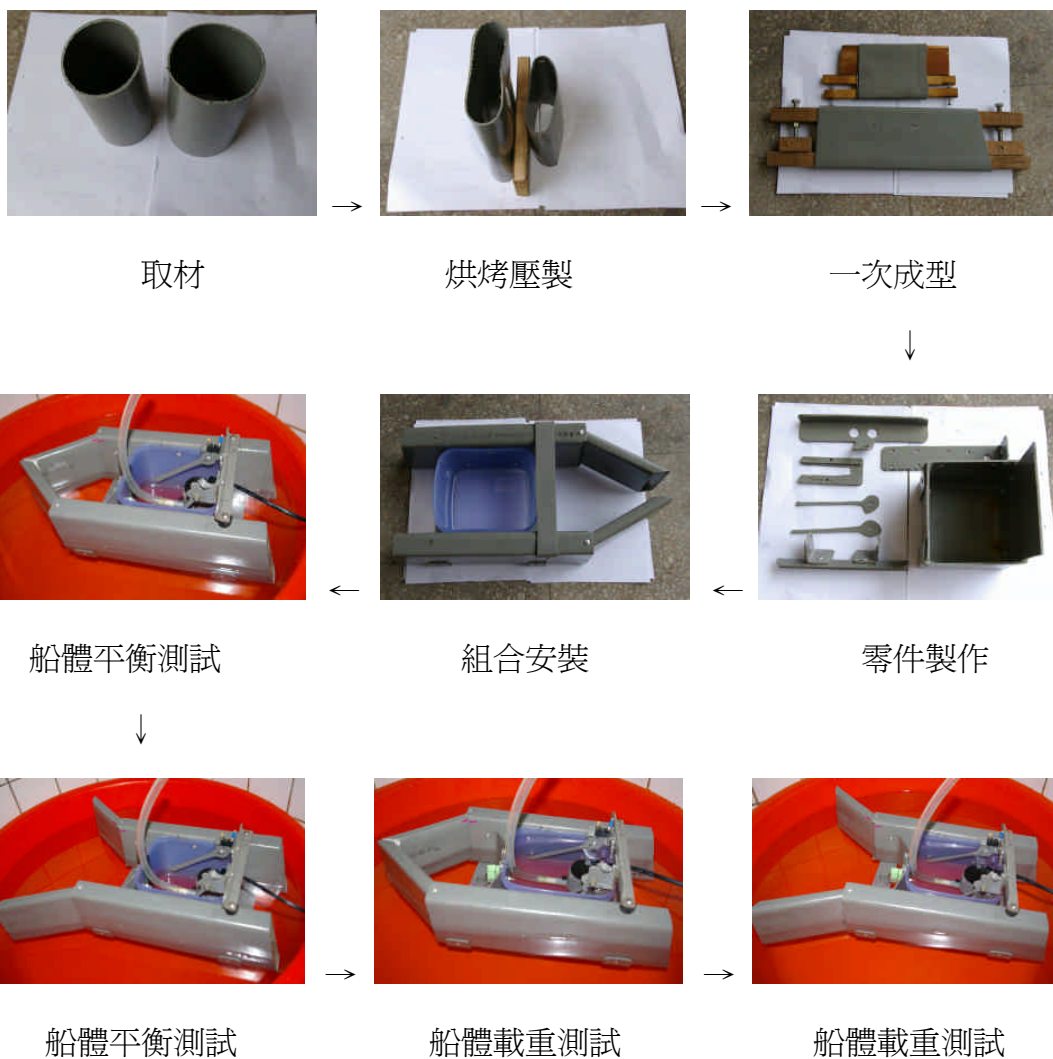 → →
取材 烘烤壓製 一次成型
↓
← ←
船體平衡測試 組合安裝 零件製作
↓
→ →
船體平衡測試 船體載重測試 船體載重測試